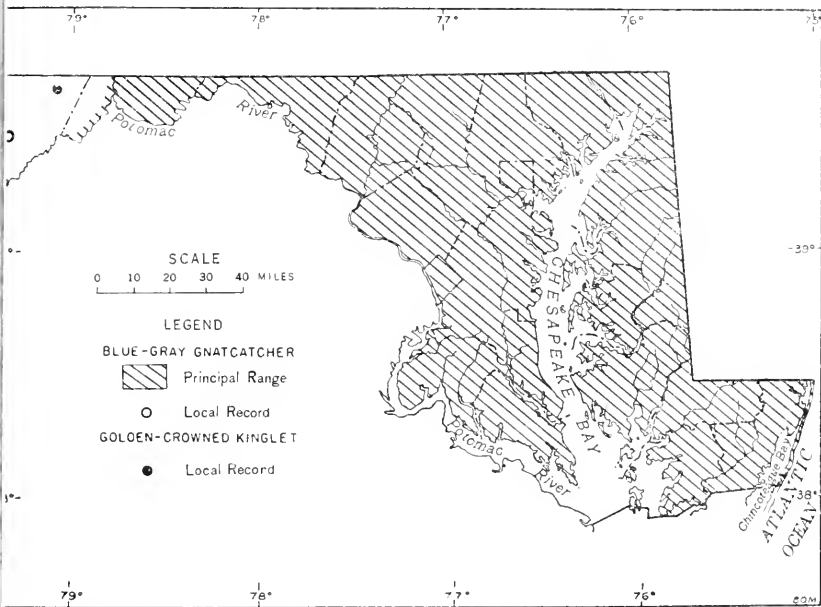 79° 78° 77° 76° 75°
Potomac
River
-39°
SCALE
0 10 20 30 40 MILES
CHESAPEAKE BAY
LEGEND
BLUE-GRAY GNATCATCHER
Principal Range
Local Record
GOLDEN-CROWNED KINGLET
Local Record
Potomac
River
Chincoteague Bay
ATLANTIC
OCEAN
38°
79° 78° 77° 76°